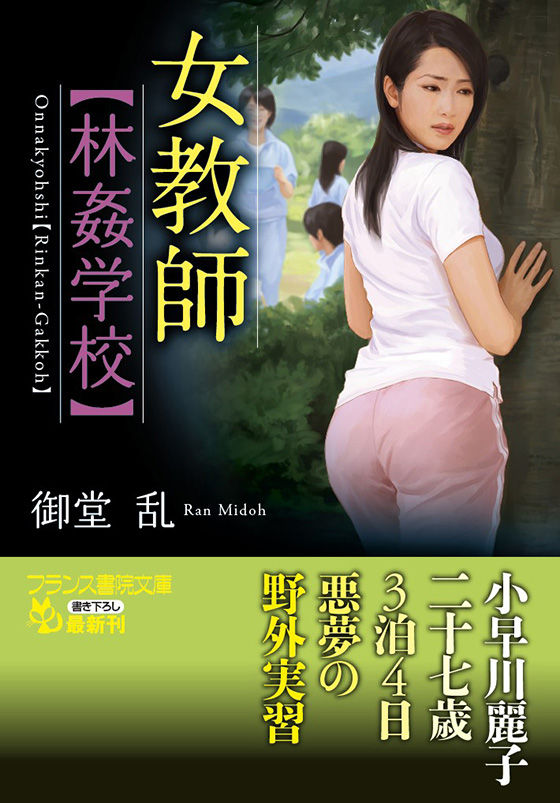 女教師
【林姦学校】
Onnakyohshi【Rinkan-Gakkoh】
御堂 乱
Ran Midoh
フランス書院文庫
書き下ろし
最新刊
小早川麗子
二十七歳
3泊4日
悪夢の
野外実習